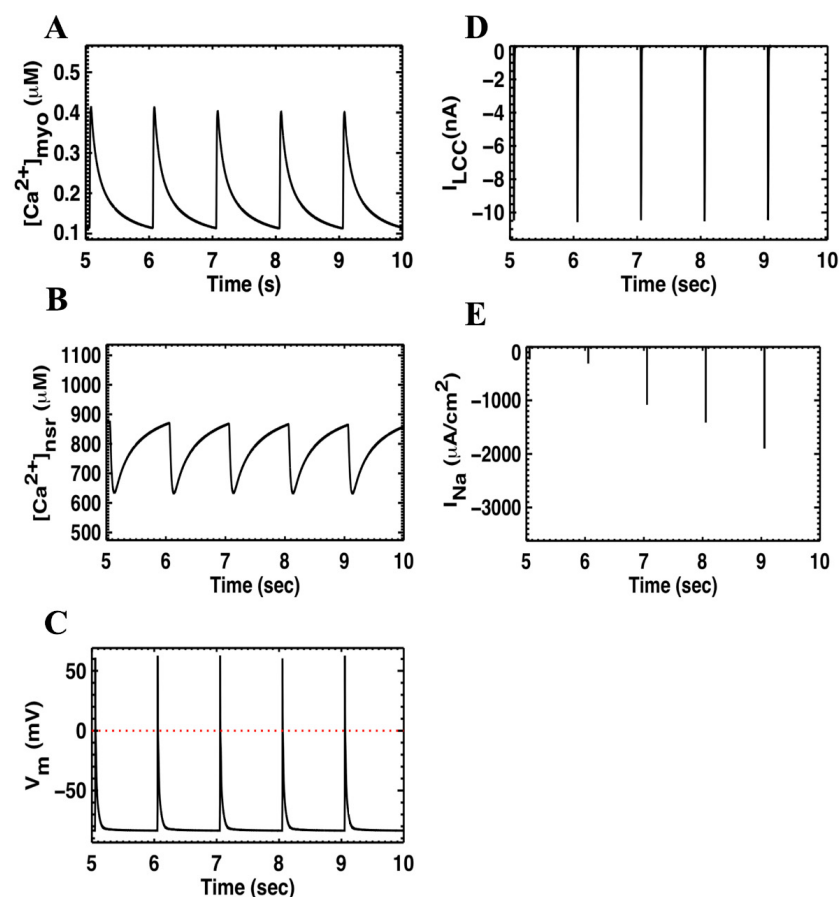 A
[Ca2+]myo (μM)
0.5
0.4
0.3
0.2
0.1
5 6 7 8 9 10
Time (s)
D
ILCC(nA)
0
−2
−4
−6
−8
−10
5 6 7 8 9 10
Time (sec)
B
[Ca2+]nsr (μM)
1100
1000
900
800
700
600
500
5 6 7 8 9 10
Time (sec)
E
INa (μA/cm2)
0
−1000
−2000
−3000
5 6 7 8 9 10
Time (sec)
C
Vm (mV)
50
0
−50
5 6 7 8 9 10
Time (sec)